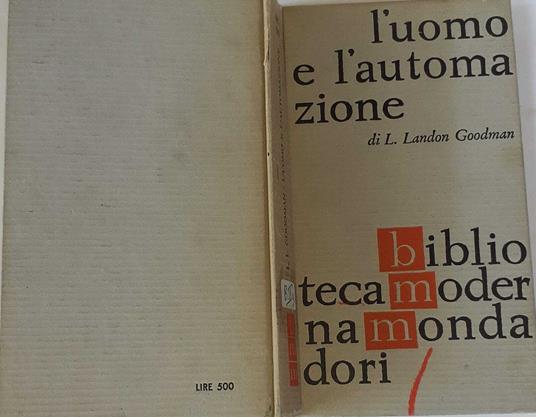 l'uomo
e l'automa
zione
di L. Landon Goodman
biblio
tecamoder
namonda
dori
LIRE 500